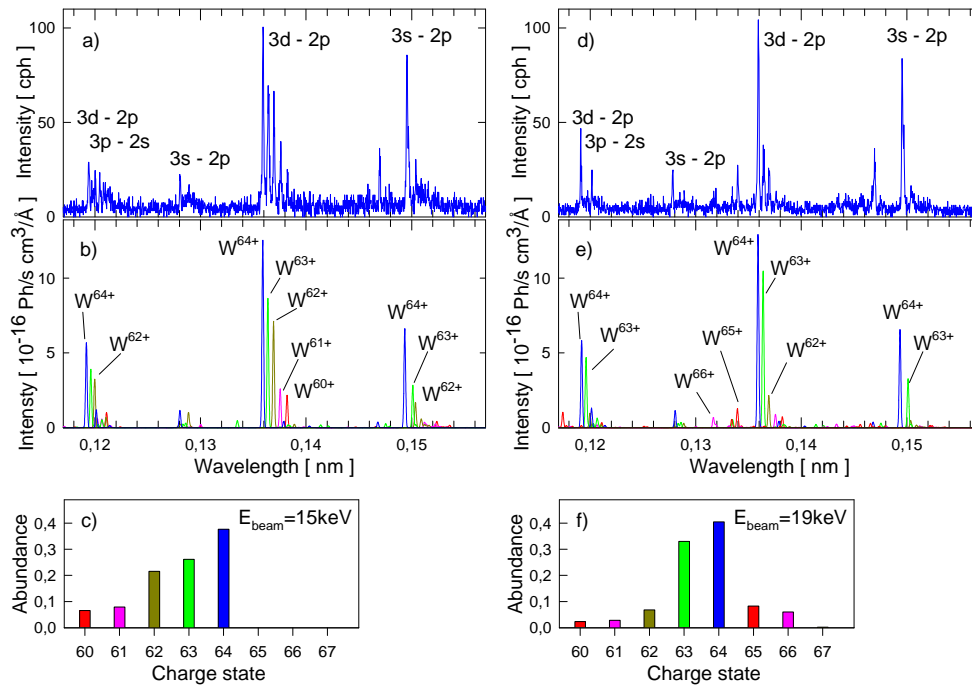 Intensity [ cph ]
100
50
0
a)
3d - 2p
3s - 2p
3d - 2p
3p - 2s
3s - 2p
Intensity [ 10-16 Ph/s cm3/Å ]
10
5
0
b)
W64+
W63+
W62+
W61+
W60+
W64+
W62+
W64+
W63+
W62+
0,12 0,13 0,14 0,15
Wavelength [ nm ]
Abundance
0,4
0,3
0,2
0,1
0,0
c)
Ebeam=15keV
60 61 62 63 64 65 66 67
Charge state
Intensity [ cph ]
100
50
0
d)
3d - 2p
3s - 2p
3d - 2p
3p - 2s
3s - 2p
Intensty [ 10-16 Ph/s cm3/Å ]
10
5
0
e)
W64+
W63+
W64+
W63+
W65+
W66+
W62+
W64+
W63+
0,12 0,13 0,14 0,15
Wavelength [ nm ]
Abundance
0,4
0,3
0,2
0,1
0,0
f)
Ebeam=19keV
60 61 62 63 64 65 66 67
Charge state